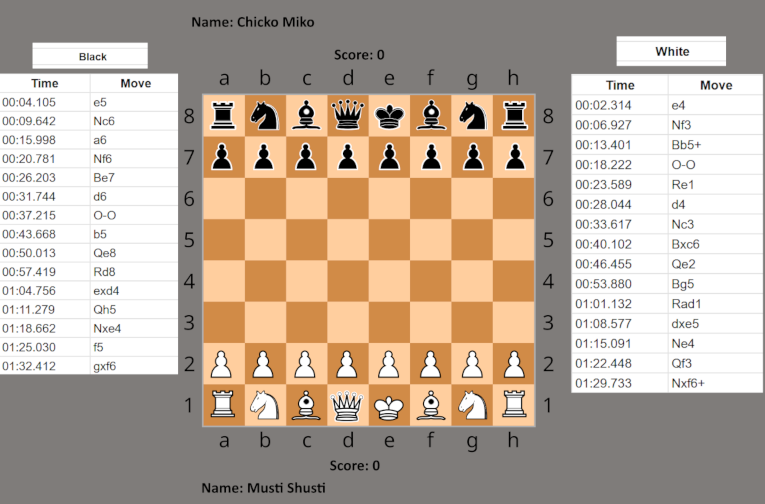 Name: Chicko Miko
Black
White
Score: 0
Time Move
00:04.105 e5
00:09.642 Nc6
00:15.998 a6
00:20.781 Nf6
00:26.203 Be7
00:31.744 d6
00:37.215 O-O
00:43.668 b5
00:50.013 Qe8
00:57.419 Rd8
01:04.756 exd4
01:11.279 Qh5
01:18.662 Nxe4
01:25.030 f5
01:32.412 gxf6
a b c d e f g h
8 8
7 7
6 6
5 5
4 4
3 3
2 2
1 1
a b c d e f g h
Time Move
00:02.314 e4
00:06.927 Nf3
00:13.401 Bb5+
00:18.222 O-O
00:23.589 Re1
00:28.044 d4
00:33.617 Nc3
00:40.102 Bxc6
00:46.455 Qe2
00:53.880 Bg5
01:01.132 Rad1
01:08.577 dxe5
01:15.091 Ne4
01:22.448 Qf3
01:29.733 Nxf6+
Score: 0
Name: Musti Shusti